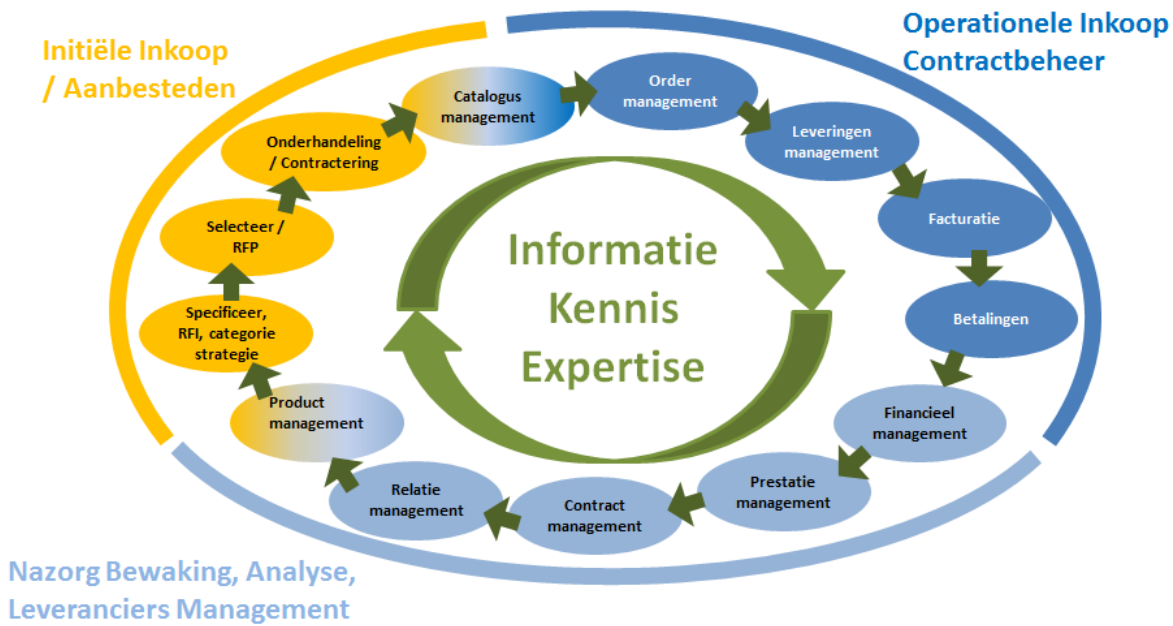 Initiële Inkoop
/ Aanbesteden
Operationele Inkoop
Contractbeheer
Catalogus
management
Order
management
Leveringen
management
Facturatie
Betalingen
Financieel
management
Prestatie
management
Contract
management
Relatie
management
Product
management
Specificeer,
RFI, categorie
strategie
Selecteer /
RFP
Onderhandeling
/ Contractering
Informatie
Kennis
Expertise
Nazorg Bewaking, Analyse,
Leveranciers Management